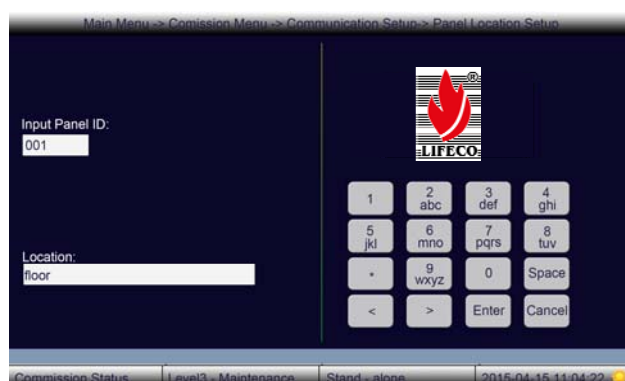 Main Menu -> Comission Menu -> Communication Setup-> Panel Location Setup
Input Panel ID:
001
Location:
floor
®
LIFECO
1
2
abc
3
def
4
ghi
5
jkl
6
mno
7
pqrs
8
tuv
*
9
wxyz
0
Space
<
>
Enter
Cancel
Commission Status
Level3 - Maintenance
Stand - alone
2015-04-15 11:04:22